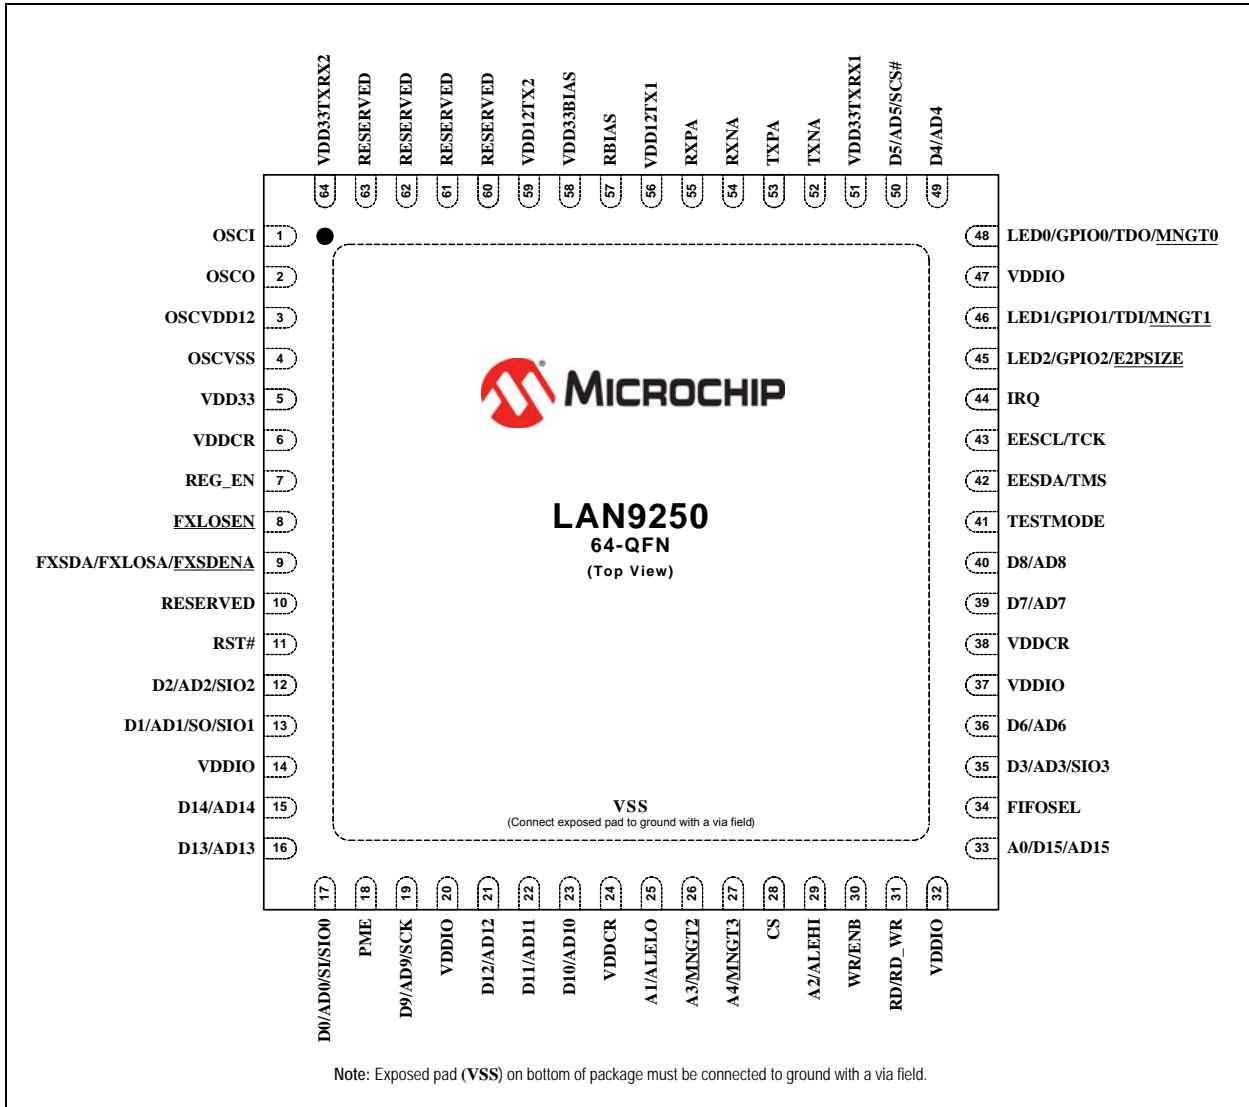 VDD33TXRX2
RESERVED
RESERVED
RESERVED
RESERVED
VDD12TX2
VDD33BIAS
RBIAS
VDD12TX1
RXPA
RXNA
TXPA
TXNA
VDD33TXRX1
D5/AD5/SCS#
D4/AD4
64
63
62
61
60
59
58
57
56
55
54
53
52
51
50
49
OSCI 1
OSCO 2
OSCVDD12 3
OSCVSS 4
VDD33 5
VDDCR 6
REG_EN 7
FXLOSEN 8
FXSDA/FXLOSA/FXSDENA 9
RESERVED 10
RST# 11
D2/AD2/SIO2 12
D1/AD1/SO/SIO1 13
VDDIO 14
D14/AD14 15
D13/AD13 16
MICROCHIP
LAN9250
64-QFN
(Top View)
VSS
(Connect exposed pad to ground with a via field)
48 LED0/GPIO0/TDO/MNGT0
47 VDDIO
46 LED1/GPIO1/TDI/MNGT1
45 LED2/GPIO2/E2PSIZE
44 IRQ
43 EESCL/TCK
42 EESDA/TMS
41 TESTMODE
40 D8/AD8
39 D7/AD7
38 VDDCR
37 VDDIO
36 D6/AD6
35 D3/AD3/SIO3
34 FIFOSEL
33 A0/D15/AD15
17
18
19
20
21
22
23
24
25
26
27
28
29
30
31
32
D0/AD0/SI/SIO0
PME
D9/AD9/SCK
VDDIO
D12/AD12
D11/AD11
D10/AD10
VDDCR
A1/ALELO
A3/MNGT2
A4/MNGT3
CS
A2/ALEHI
WR/ENB
RD/RD_WR
VDDIO
Note: Exposed pad (VSS) on bottom of package must be connected to ground with a via field.